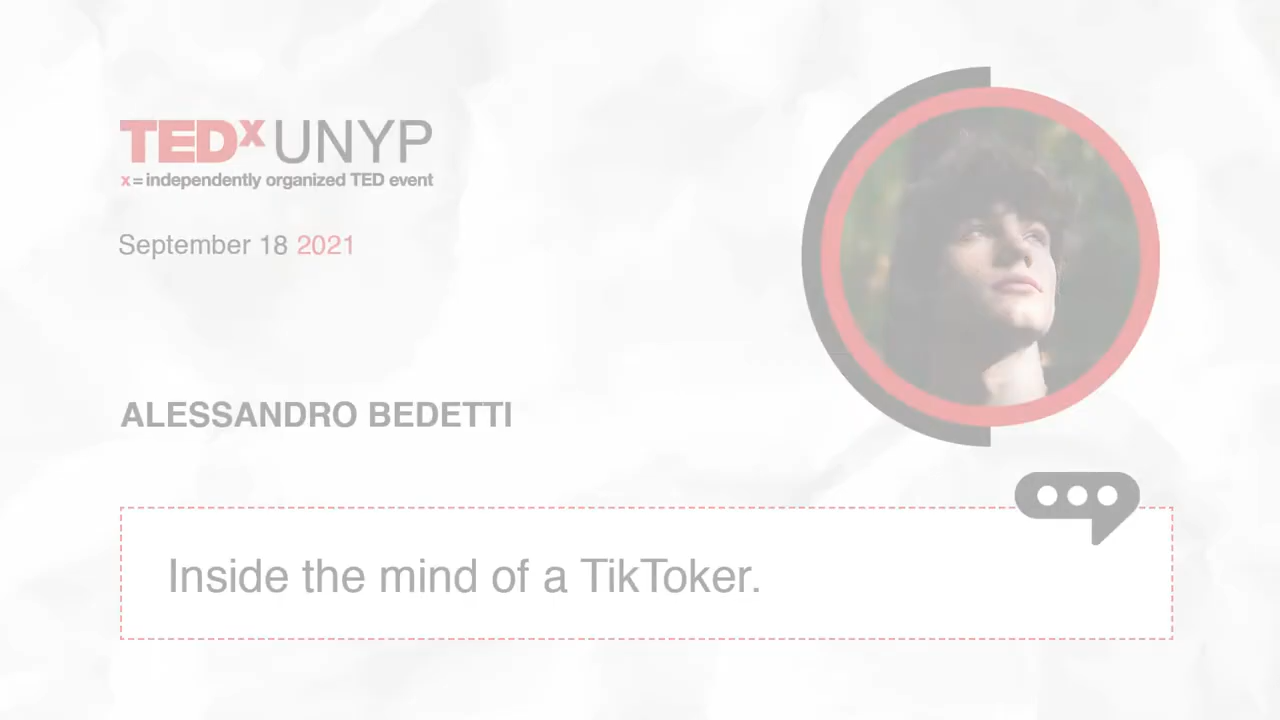 TEDx UNYP
x = independently organized TED event
September 18 2021
ALESSANDRO BEDETTI
Inside the mind of a TikToker.